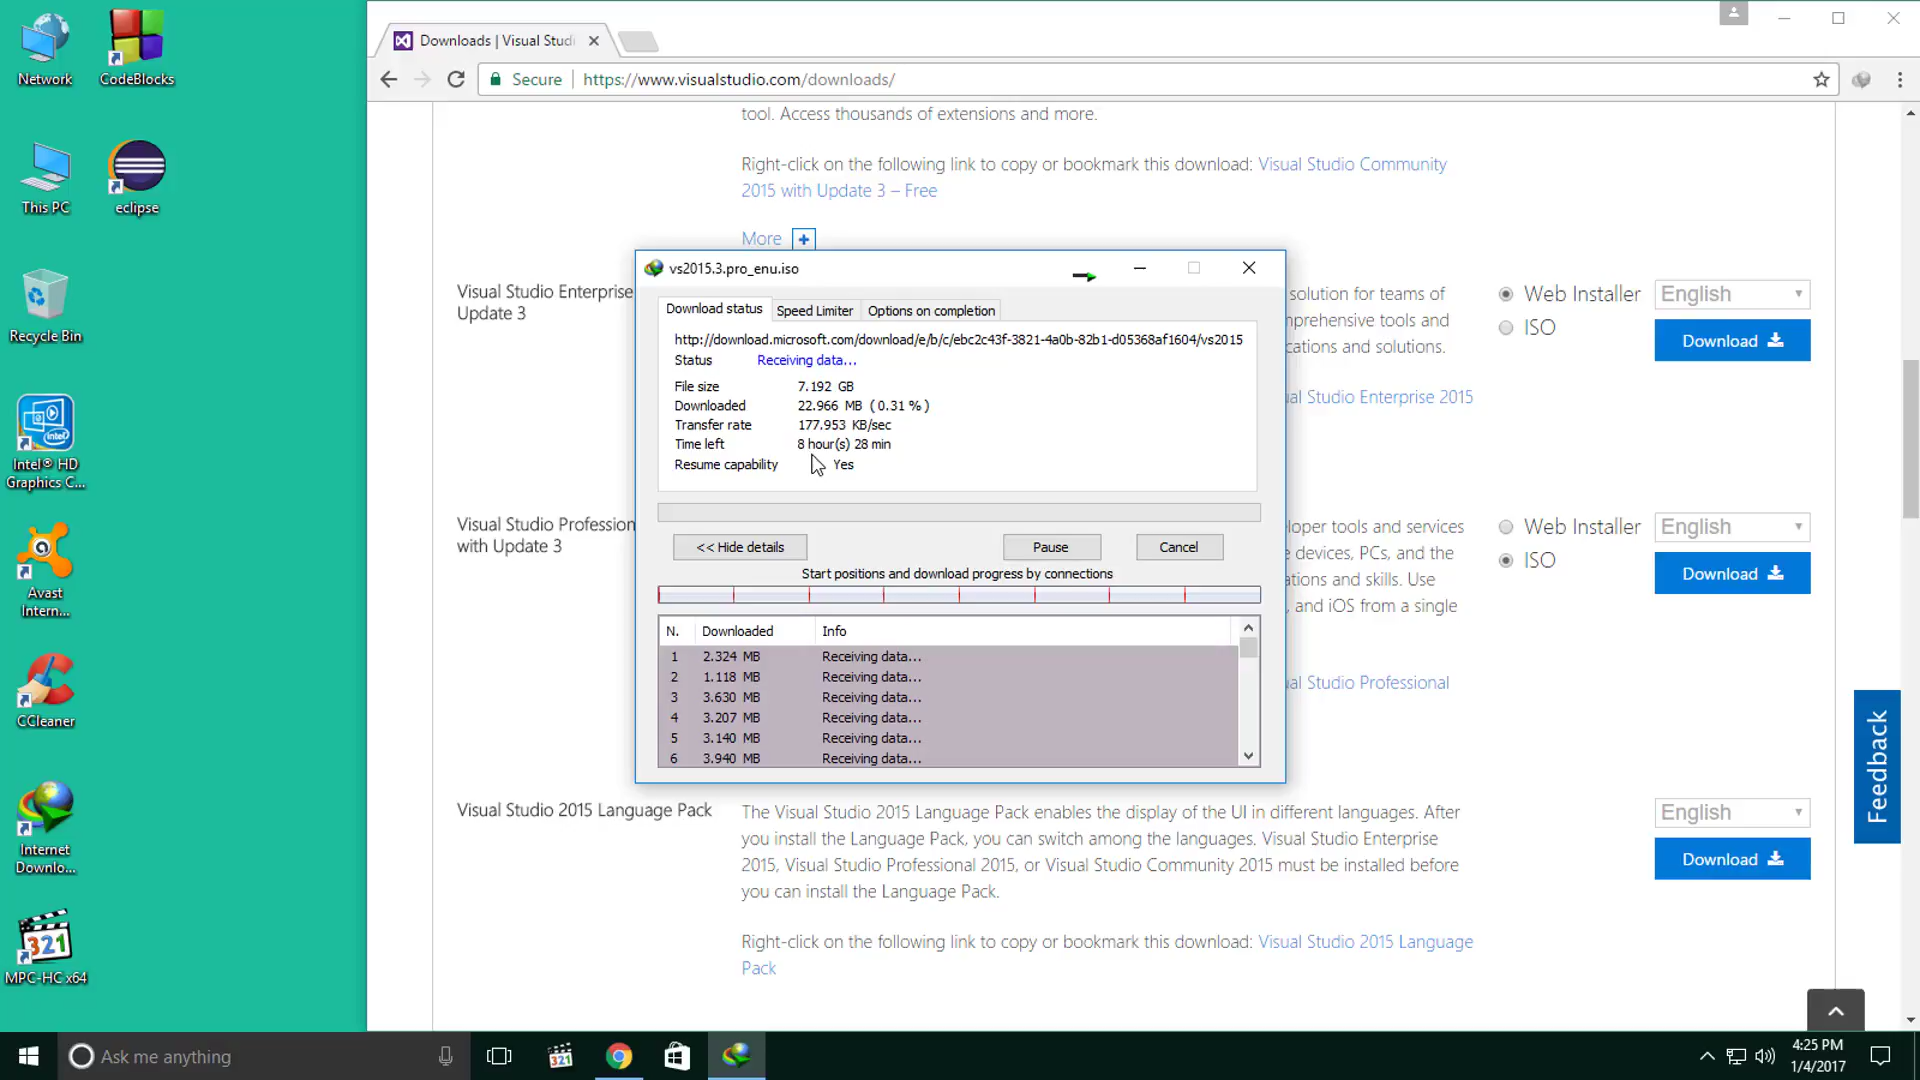 Network
CodeBlocks
This PC
eclipse
Recycle Bin
Intel® HD
Graphics C...
Avast
Intern...
CCleaner
Internet
Downlo...
321
MPC-HC x64
Downloads | Visual Studi
Secure
https://www.visualstudio.com/downloads/
tool. Access thousands of extensions and more.
Right-click on the following link to copy or bookmark this download: Visual Studio Community
2015 with Update 3 – Free
More
Visual Studio Enterprise
Update 3
solution for teams of
prehensive tools and
cations and solutions.
al Studio Enterprise 2015
Web Installer
ISO
English
Download
vs2015.3.pro_enu.iso
Download status
Speed Limiter
Options on completion
http://download.microsoft.com/download/e/b/c/ebc2c43f-3821-4a0b-82b1-d05368af1604/vs2015
Status Receiving data...
File size 7.192 GB
Downloaded 22.966 MB ( 0.31 % )
Transfer rate 177.953 KB/sec
Time left 8 hour(s) 28 min
Resume capability Yes
<< Hide details
Pause
Cancel
Start positions and download progress by connections
N. Downloaded Info
1 2.324 MB Receiving data...
2 1.118 MB Receiving data...
3 3.630 MB Receiving data...
4 3.207 MB Receiving data...
5 3.140 MB Receiving data...
6 3.940 MB Receiving data...
Visual Studio Profession
with Update 3
loper tools and services
e devices, PCs, and the
tions and skills. Use
, and iOS from a single
al Studio Professional
Web Installer
ISO
English
Download
Feedback
Visual Studio 2015 Language Pack
The Visual Studio 2015 Language Pack enables the display of the UI in different languages. After
you install the Language Pack, you can switch among the languages. Visual Studio Enterprise
2015, Visual Studio Professional 2015, or Visual Studio Community 2015 must be installed before
you can install the Language Pack.
Right-click on the following link to copy or bookmark this download: Visual Studio 2015 Language
Pack
English
Download
Ask me anything
321
4:25 PM
1/4/2017